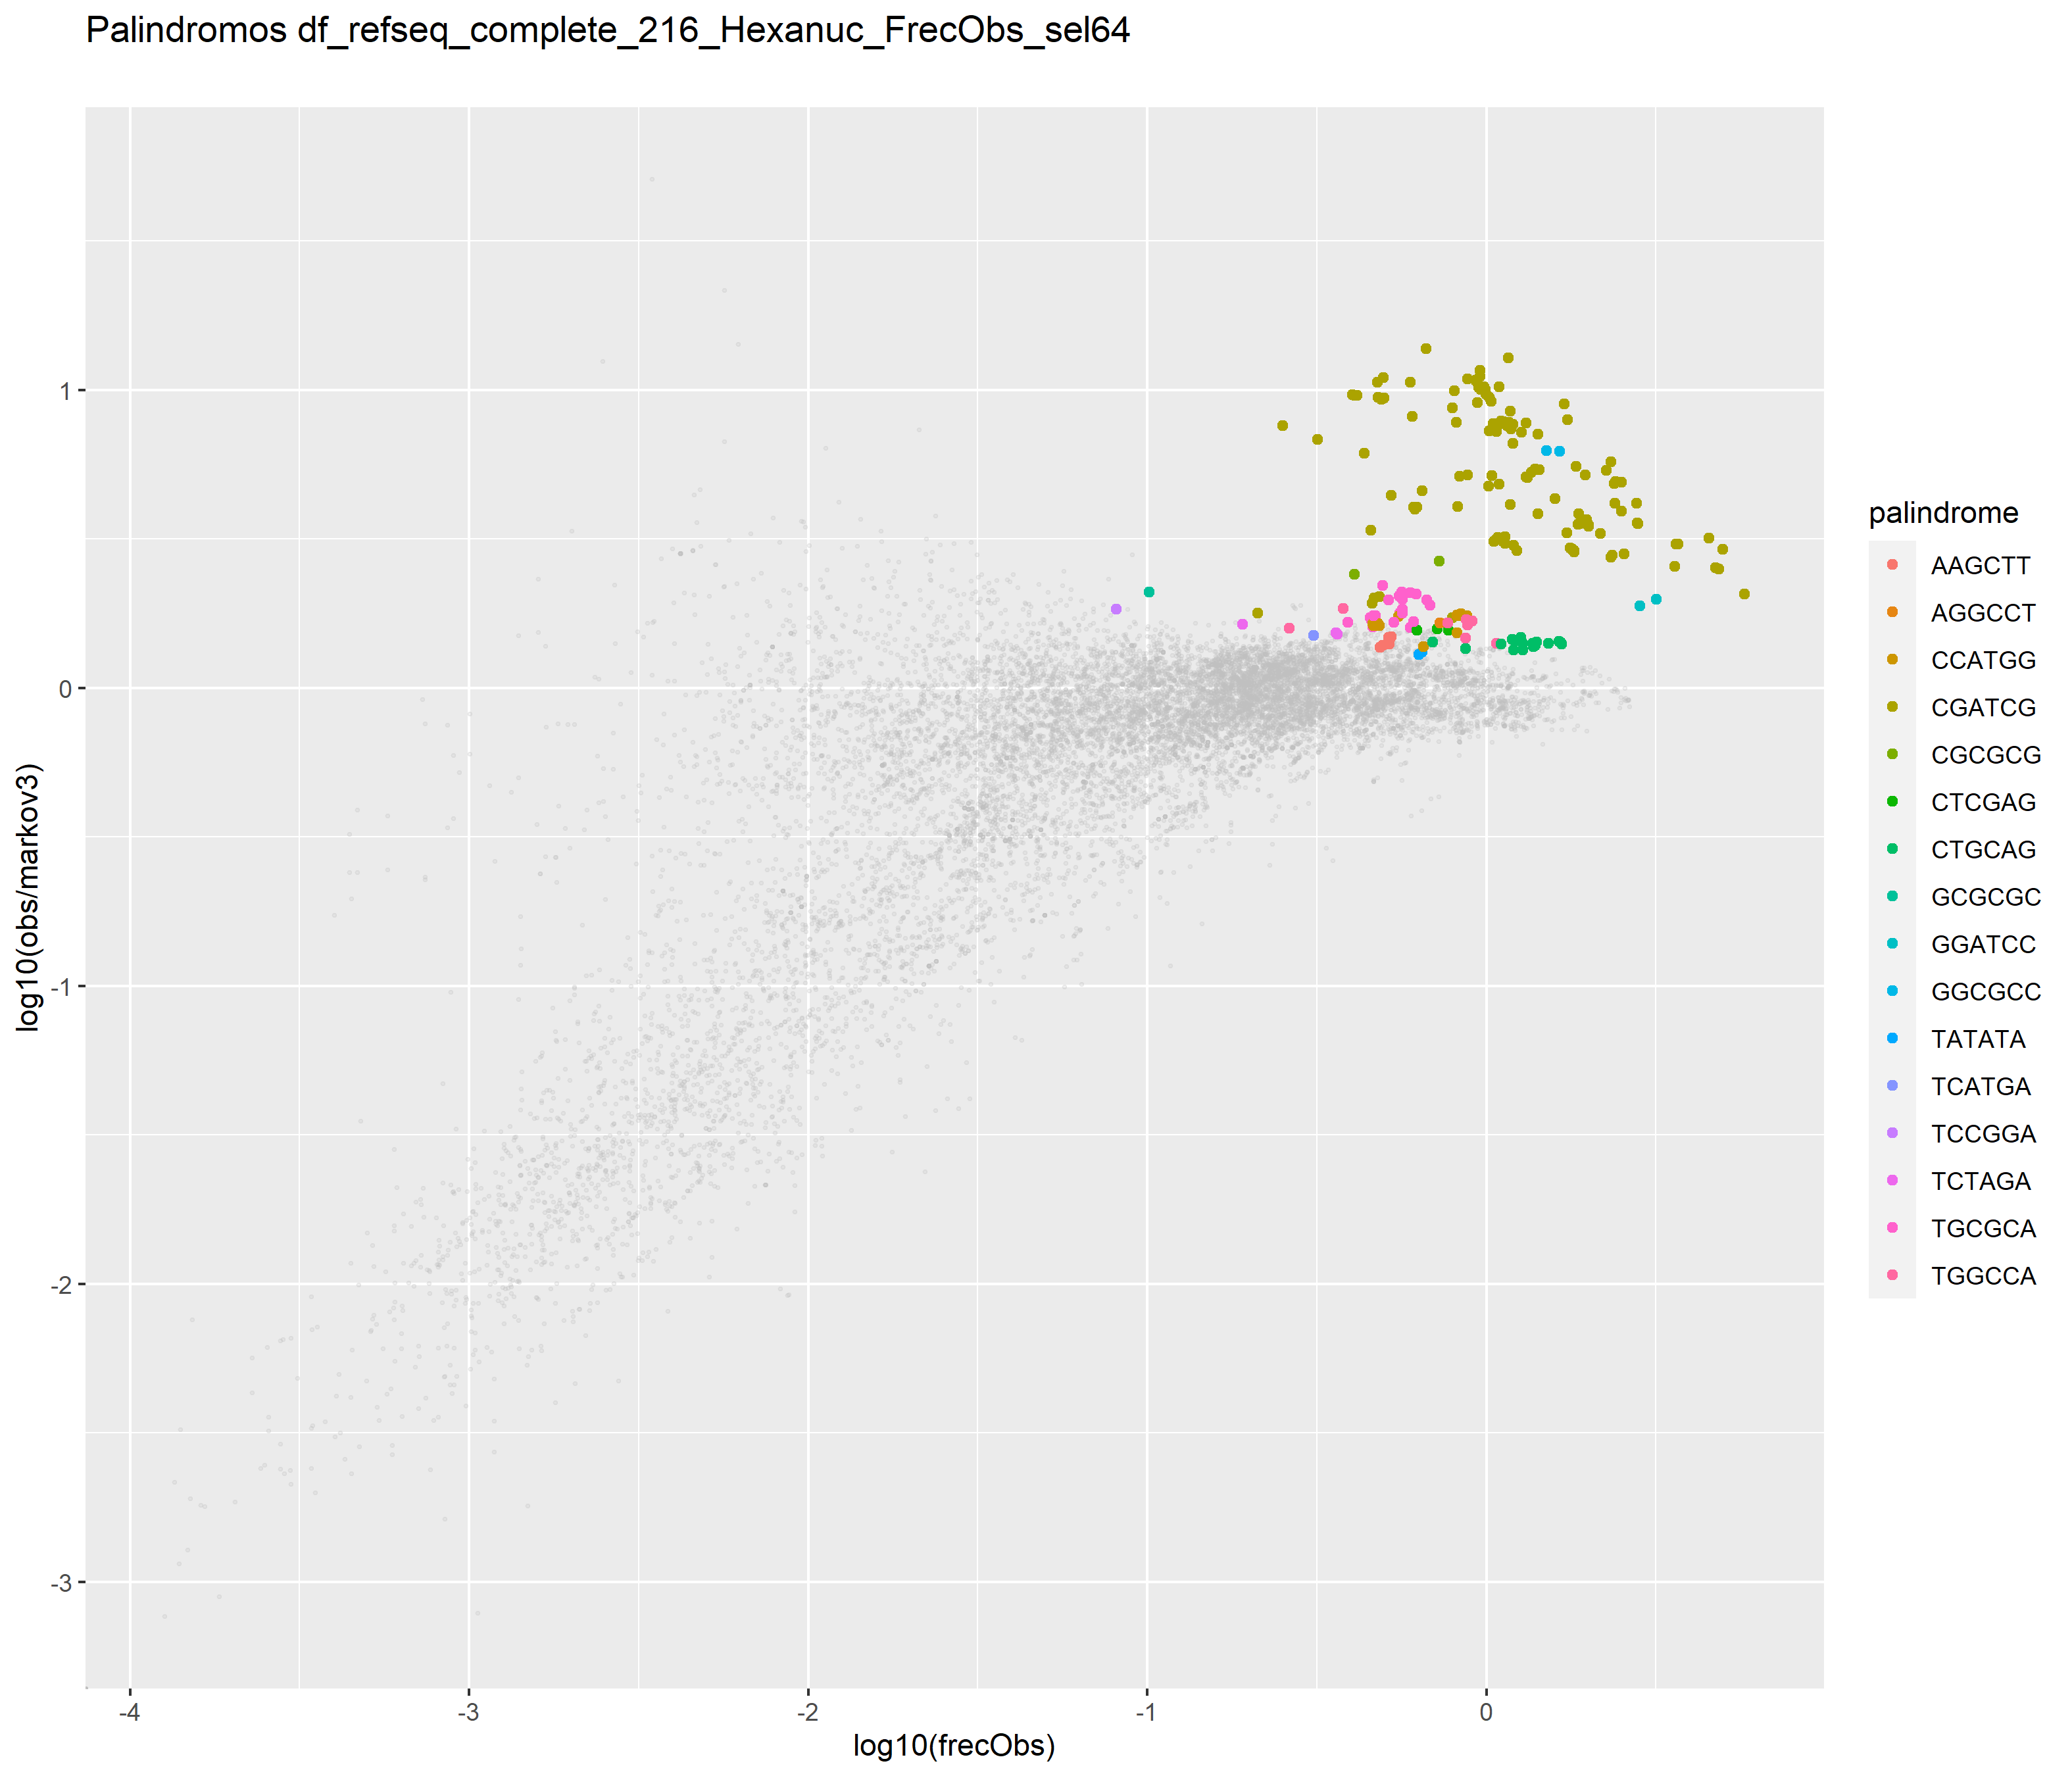 Palindromos df_refseq_complete_216_Hexanuc_FrecObs_sel64
1
0
-1
-2
-3
log10(obs/markov3)
-4
-3
-2
-1
0
log10(frecObs)
palindrome
AAGCTT
AGGCCT
CCATGG
CGATCG
CGCGCG
CTCGAG
CTGCAG
GCGCGC
GGATCC
GGCGCC
TATATA
TCATGA
TCCGGA
TCTAGA
TGCGCA
TGGCCA